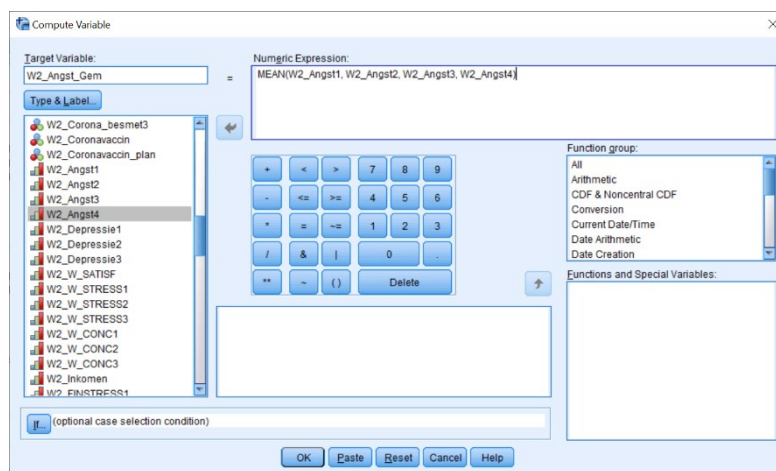 Compute Variable
Target Variable:
W2_Angst_Gem
=
Numeric Expression:
MEAN(W2_Angst1, W2_Angst2, W2_Angst3, W2_Angst4)
Type & Label...
W2_Corona_besmet3
W2_Coronavaccin
W2_Coronavaccin_plan
W2_Angst1
W2_Angst2
W2_Angst3
W2_Angst4
W2_Depressie1
W2_Depressie2
W2_Depressie3
W2_W_SATISF
W2_W_STRESS1
W2_W_STRESS2
W2_W_STRESS3
W2_W_CONC1
W2_W_CONC2
W2_W_CONC3
W2_Inkomen
W2_FINSTRESS1
+ < > 7 8 9
- <= >= 4 5 6
* = ~= 1 2 3
/ & | 0 .
** ~ ( ) Delete
Function group:
All
Arithmetic
CDF & Noncentral CDF
Conversion
Current Date/Time
Date Arithmetic
Date Creation
Functions and Special Variables:
If... (optional case selection condition)
OK Paste Reset Cancel Help